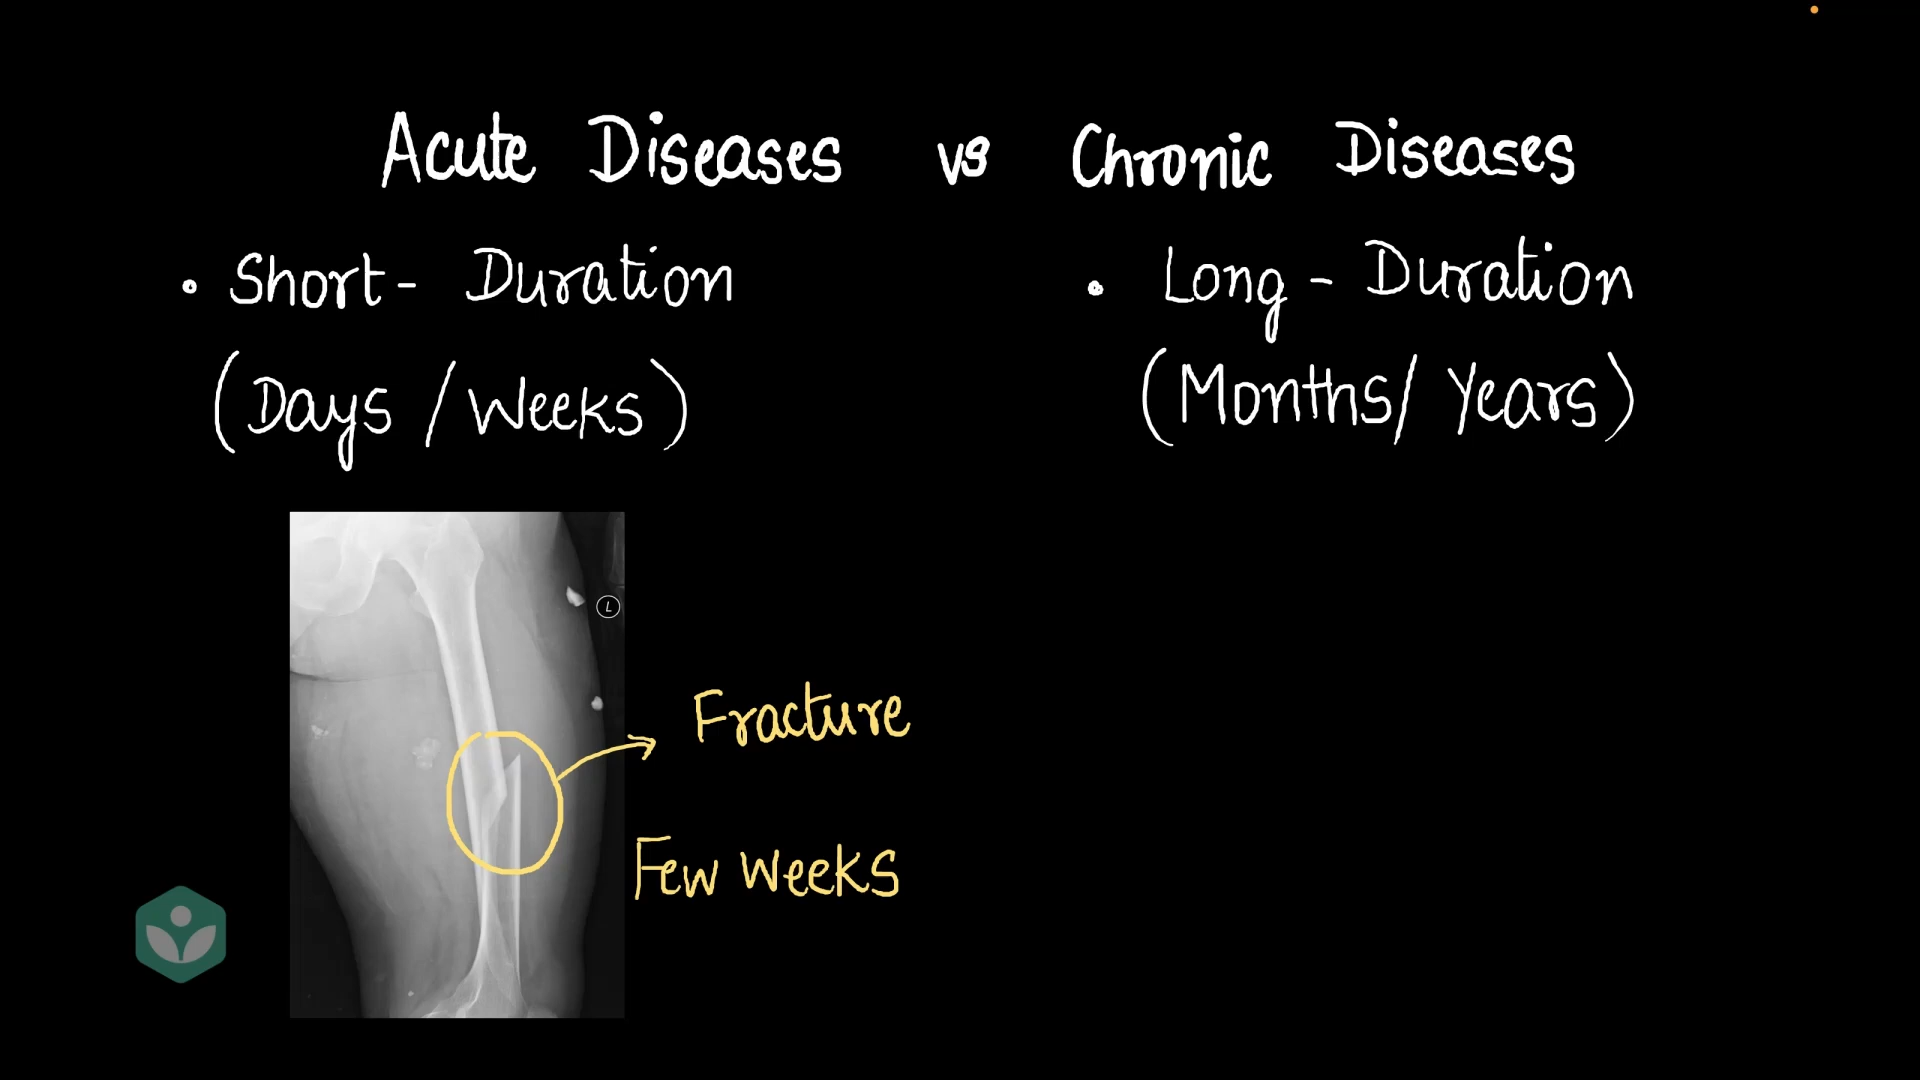 Acute Diseases vs Chronic Diseases
• Short - Duration
(Days / Weeks)
• Long - Duration
(Months / Years)
L
Fracture
Few weeks